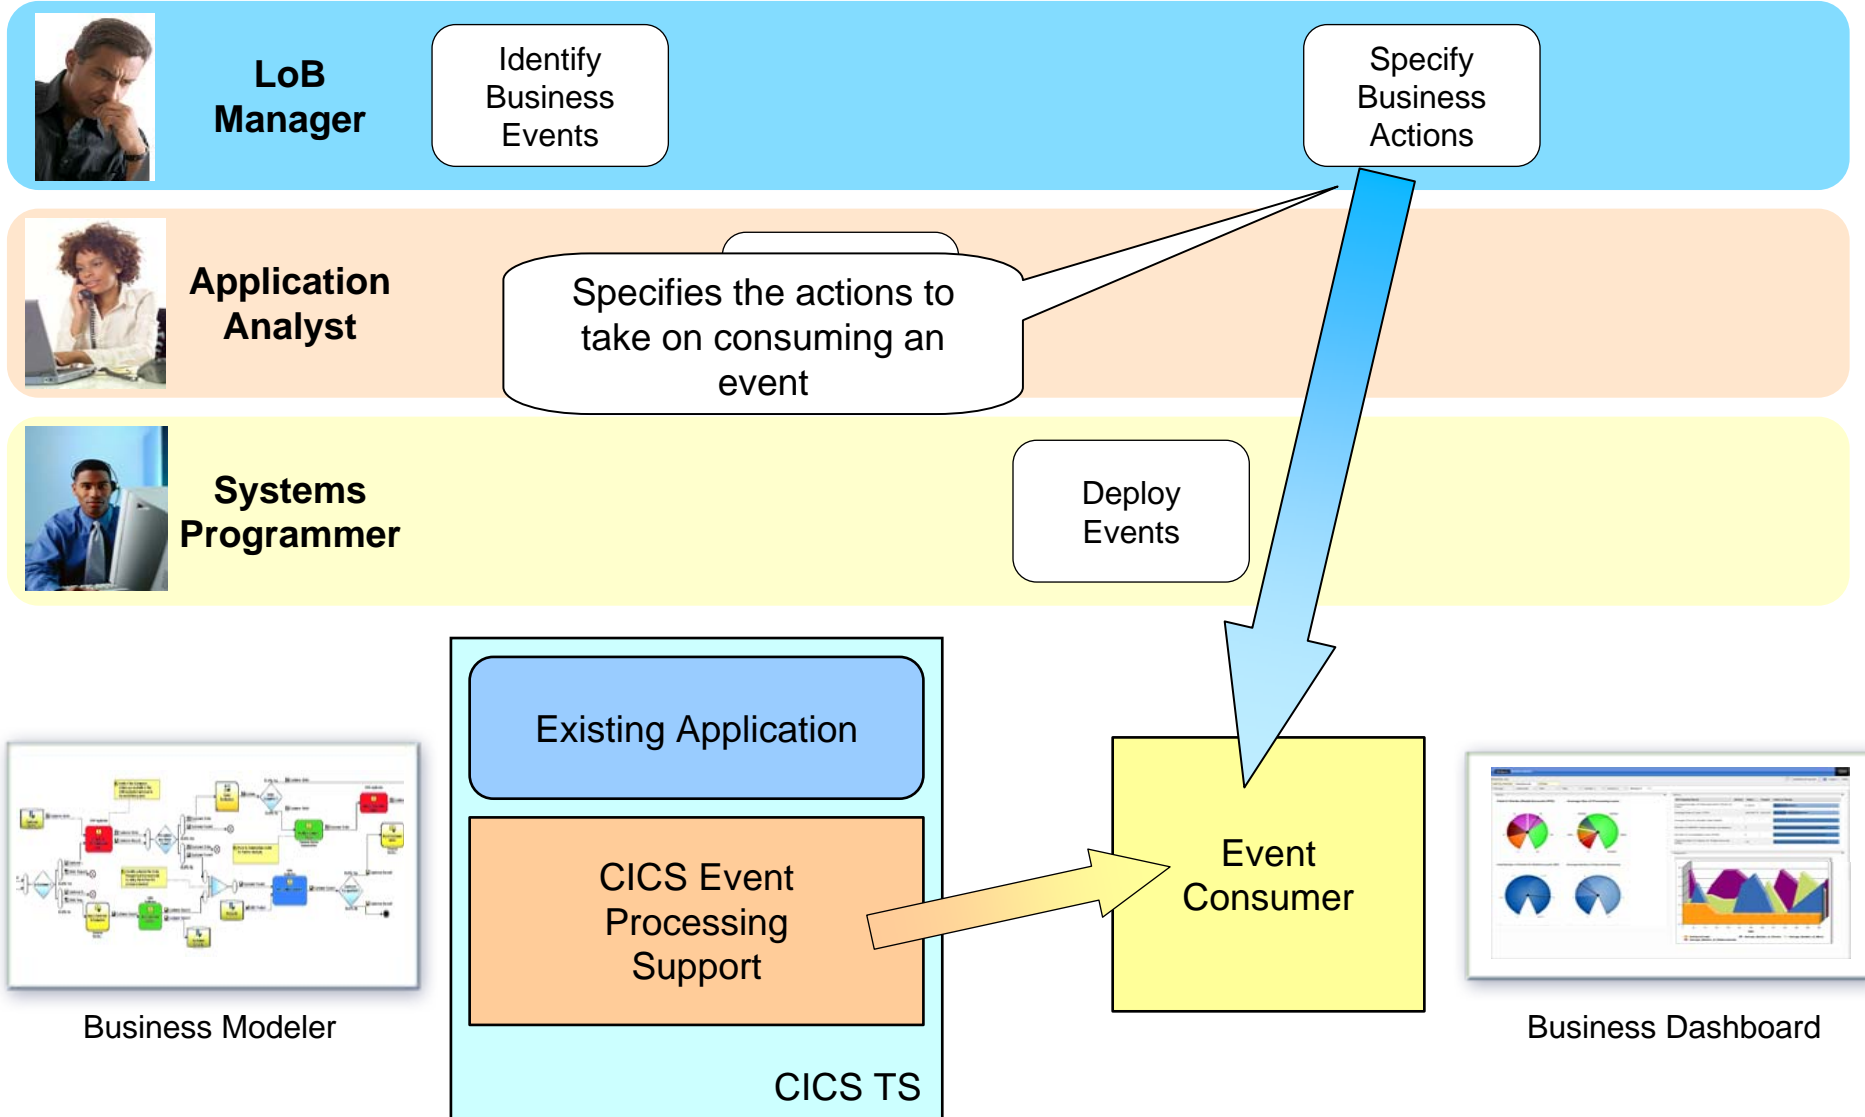 LoB
Manager
Identify
Business
Events
Specify
Business
Actions
Application
Analyst
Specifies the actions to
take on consuming an
event
Systems
Programmer
Deploy
Events
Existing Application
CICS Event
Processing
Support
CICS TS
Event
Consumer
Business Modeler
Business Dashboard